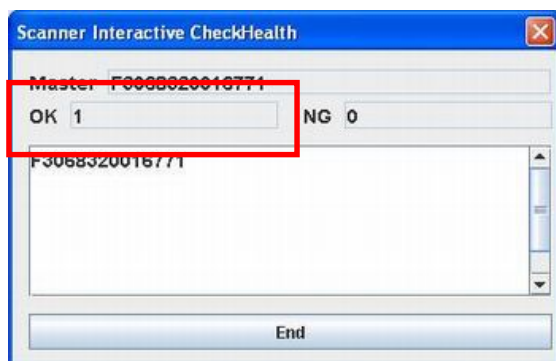 Scanner Interactive CheckHealth
Master F3068320016771
OK 1 NG 0
F3068320016771
End